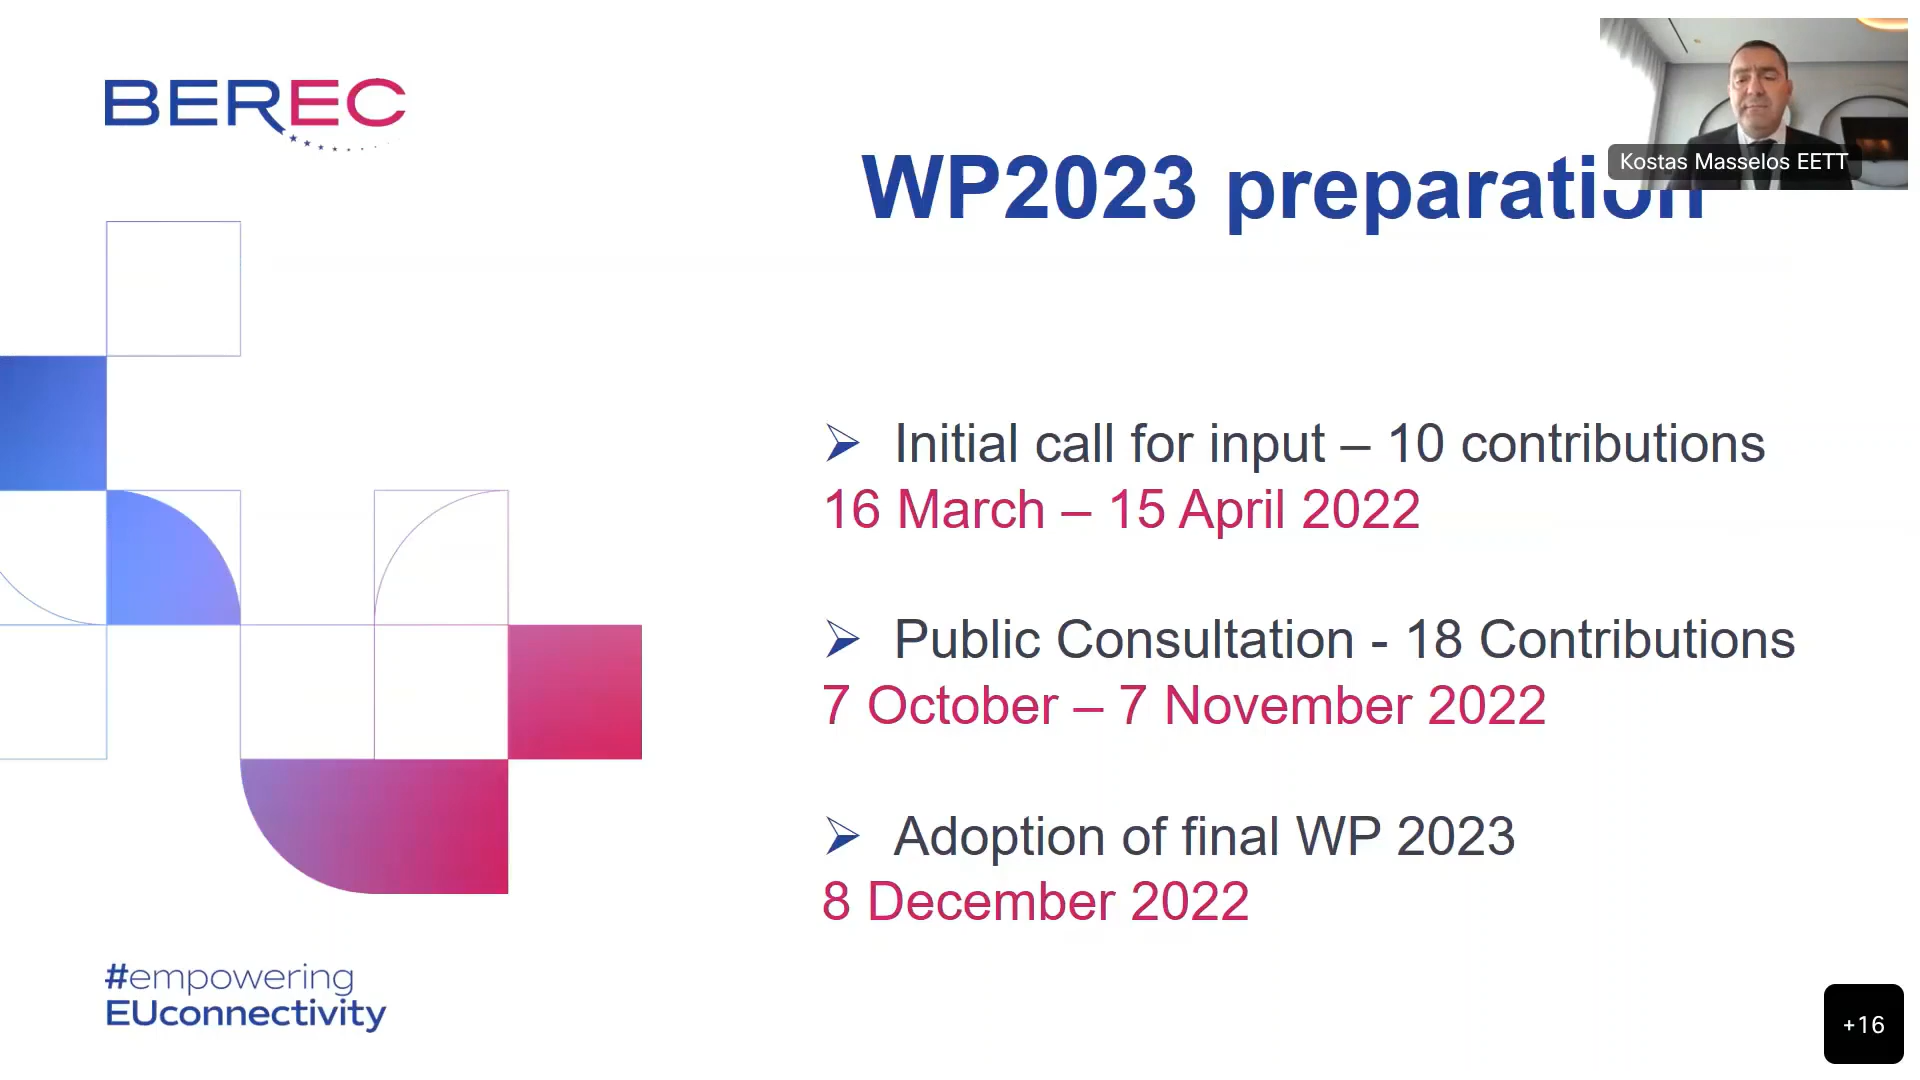 BEREC
Kostas Masselos EETT
WP2023 preparation
Initial call for input – 10 contributions
16 March – 15 April 2022
Public Consultation - 18 Contributions
7 October – 7 November 2022
Adoption of final WP 2023
8 December 2022
#empowering
EUconnectivity
+16